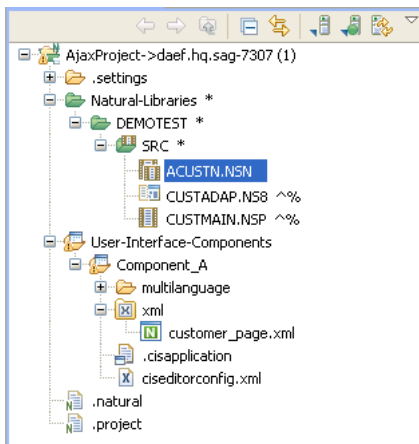 AjaxProject->daef.hq.sag-7307 (1)
.settings
Natural-Libraries *
DEMOTEST *
SRC *
ACUSTN.NSN
CUSTADAP.NS8 ^%
CUSTMAIN.NSP ^%
User-Interface-Components
Component_A
multilanguage
xml
customer_page.xml
.cisapplication
ciseditorconfig.xml
.natural
.project